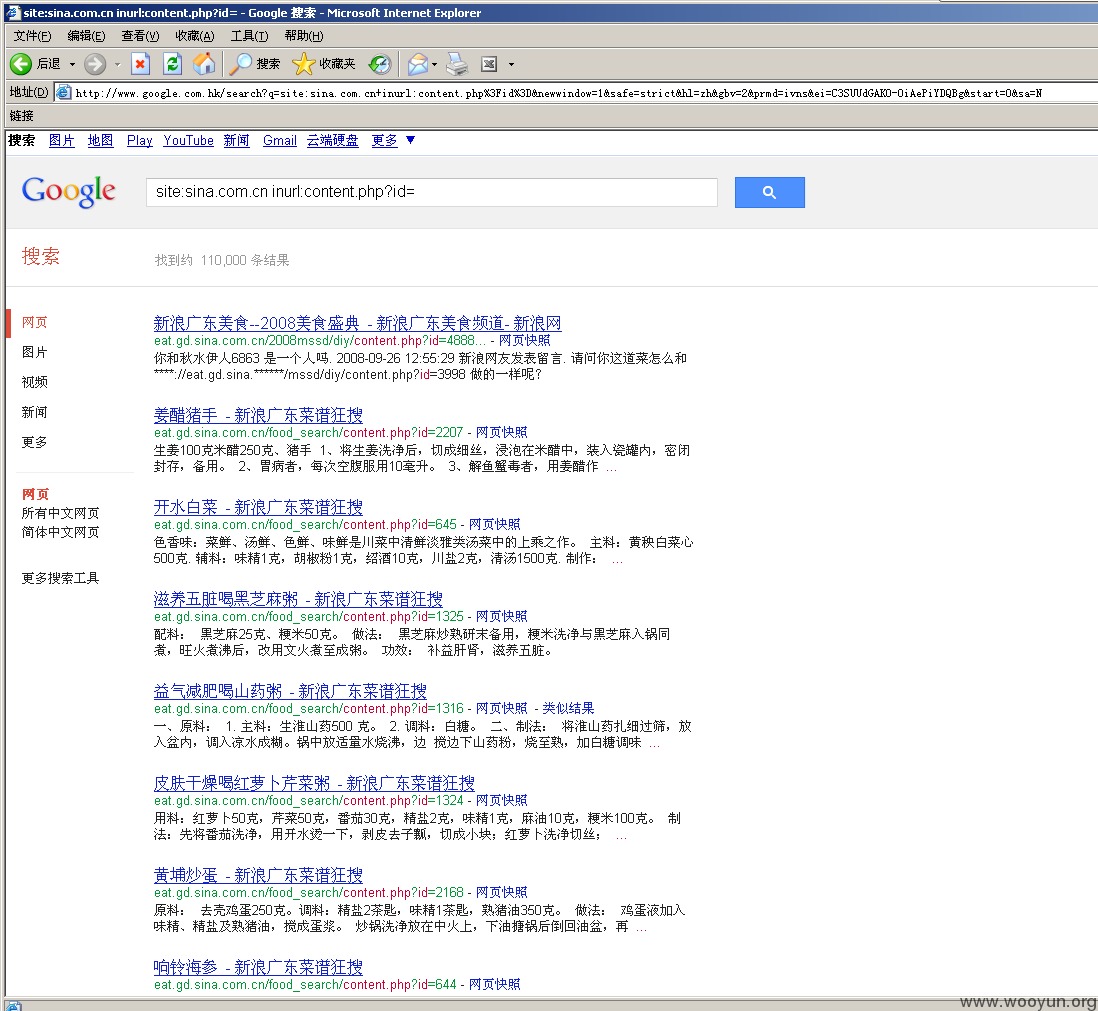 site:sina.com.cn inurl:content.php?id= - Google 搜索 - Microsoft Internet Explorer
文件(F) 编辑(E) 查看(V) 收藏(A) 工具(T) 帮助(H)
后退 搜索 收藏夹
地址(D) http://www.google.com.hk/search?q=site:sina.com.cn+inurl:content.php%3Fid%3D&newwindow=1&safe=strict&hl=zh&gbv=2&prmd=ivns&ei=C3SUUdGAKO-OiAePiYDQBg&start=0&sa=N
链接
搜索 图片 地图 Play YouTube 新闻 Gmail 云端硬盘 更多 ▼
Google site:sina.com.cn inurl:content.php?id=
搜索 找到约 110,000 条结果
网页
图片
视频
新闻
更多
网页
所有中文网页
简体中文网页
更多搜索工具
新浪广东美食--2008美食盛典 - 新浪广东美食频道- 新浪网
eat.gd.sina.com.cn/2008mssd/diy/content.php?id=4888... - 网页快照
你和秋水伊人6863 是一个人吗. 2008-09-26 12:55:29 新浪网友发表留言. 请问你这道菜怎么和
****://eat.gd.sina.******/mssd/diy/content.php?id=3998 做的一样呢?
姜醋猪手 - 新浪广东菜谱狂搜
eat.gd.sina.com.cn/food_search/content.php?id=2207 - 网页快照
生姜100克米醋250克、猪手 1、将生姜洗净后，切成细丝，浸泡在米醋中，装入瓷罐内，密闭
封存，备用。 2、胃病者，每次空腹服用10毫升。 3、解鱼蟹毒者，用姜醋作 ...
开水白菜 - 新浪广东菜谱狂搜
eat.gd.sina.com.cn/food_search/content.php?id=645 - 网页快照
色香味：菜鲜、汤鲜、色鲜、味鲜是川菜中清鲜淡雅类汤菜中的上乘之作。 主料：黄秧白菜心
500克. 辅料：味精1克，胡椒粉1克，绍酒10克，川盐2克，清汤1500克. 制作： ...
滋养五脏喝黑芝麻粥 - 新浪广东菜谱狂搜
eat.gd.sina.com.cn/food_search/content.php?id=1325 - 网页快照
配料： 黑芝麻25克、粳米50克。 做法： 黑芝麻炒熟研末备用，粳米洗净与黑芝麻入锅同
煮，旺火煮沸后，改用文火煮至成粥。 功效： 补益肝肾，滋养五脏。
益气减肥喝山药粥 - 新浪广东菜谱狂搜
eat.gd.sina.com.cn/food_search/content.php?id=1316 - 网页快照 - 类似结果
一、原料： 1. 主料：生淮山药500 克。 2. 调料：白糖。 二、制法： 将淮山药扎细过筛，放
入盆内，调入凉水成糊。锅中放适量水烧沸，边 搅边下山药粉，烧至熟，加白糖调味 ...
皮肤干燥喝红萝卜芹菜粥 - 新浪广东菜谱狂搜
eat.gd.sina.com.cn/food_search/content.php?id=1324 - 网页快照
用料：红萝卜50克，芹菜50克，番茄30克，精盐2克，味精1克，麻油10克，粳米100克。 制
法：先将番茄洗净，用开水烫一下，剥皮去子瓤，切成小块；红萝卜洗净切丝； ...
黄埔炒蛋 - 新浪广东菜谱狂搜
eat.gd.sina.com.cn/food_search/content.php?id=2168 - 网页快照
原料： 去壳鸡蛋250克。调料：精盐2茶匙，味精1茶匙，熟猪油350克。 做法： 鸡蛋液加入
味精、精盐及熟猪油，搅成蛋浆。 炒锅洗净放在中火上，下油搪锅后倒回油盆，再 ...
响铃海参 - 新浪广东菜谱狂搜
eat.gd.sina.com.cn/food_search/content.php?id=644 - 网页快照
www.wooyun.org